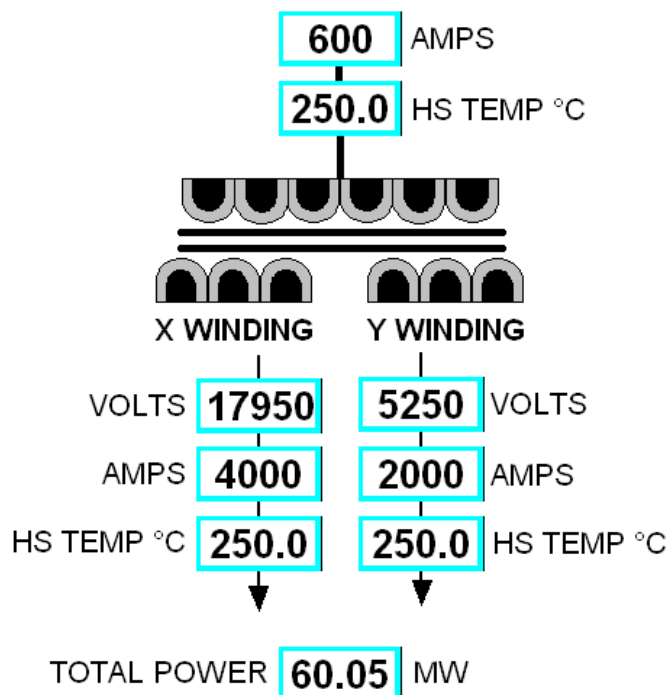 600 AMPS
250.0 HS TEMP °C
X WINDING Y WINDING
VOLTS 17950 5250 VOLTS
AMPS 4000 2000 AMPS
HS TEMP °C 250.0 250.0 HS TEMP °C
TOTAL POWER 60.05 MW